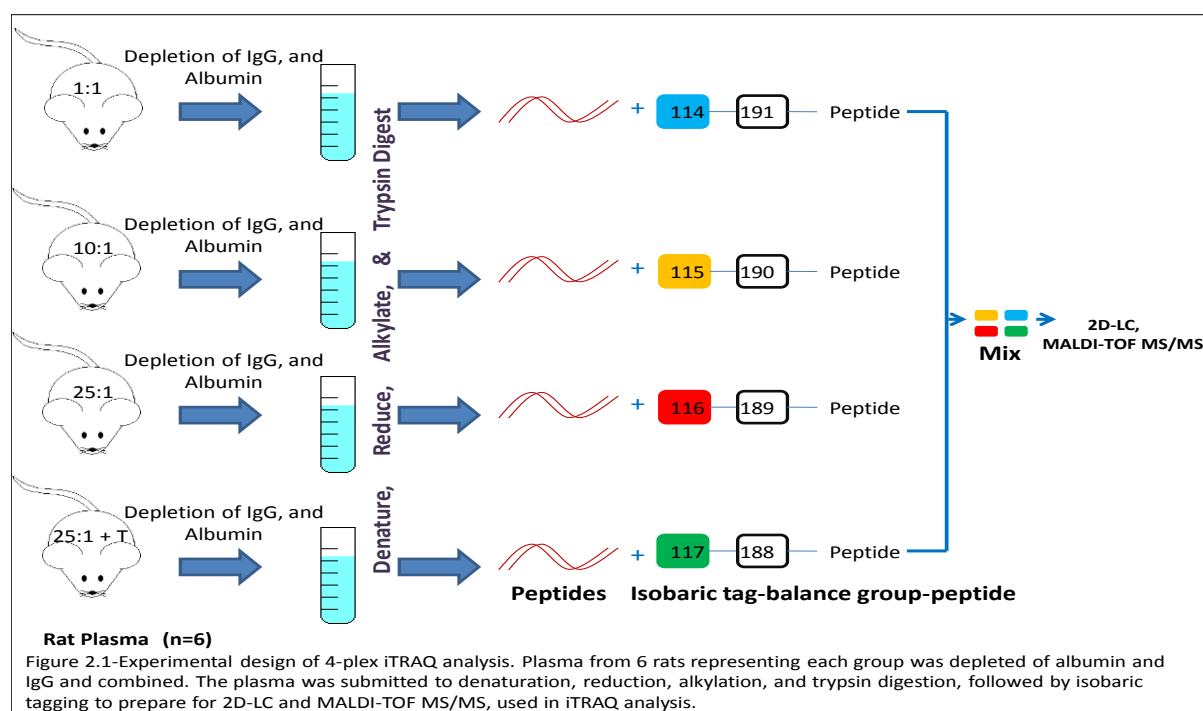 Depletion of IgG, and
Albumin
1:1
114
191
Peptide
Depletion of IgG, and
Albumin
10:1
115
190
Peptide
Depletion of IgG, and
Albumin
25:1
116
189
Peptide
Depletion of IgG, and
Albumin
25:1 + T
117
188
Peptide
Denature, Reduce, Alkylate, & Trypsin Digest
+
+
+
+
Mix
2D-LC,
MALDI-TOF MS/MS
Peptides
Isobaric tag-balance group-peptide
Rat Plasma (n=6)
Figure 2.1-Experimental design of 4-plex iTRAQ analysis. Plasma from 6 rats representing each group was depleted of albumin and
IgG and combined. The plasma was submitted to denaturation, reduction, alkylation, and trypsin digestion, followed by isobaric
tagging to prepare for 2D-LC and MALDI-TOF MS/MS, used in iTRAQ analysis.